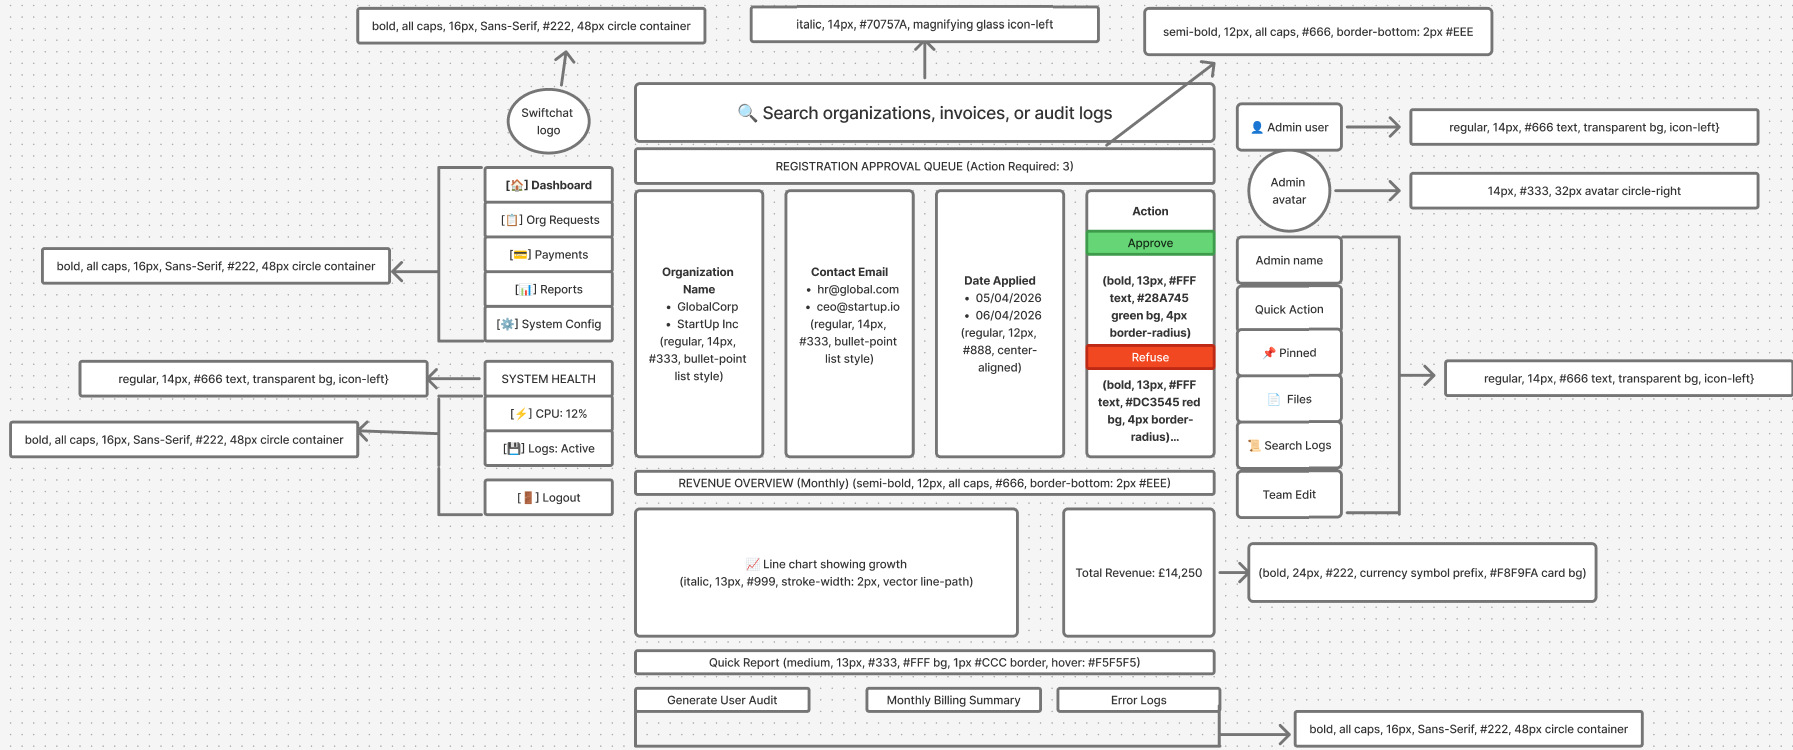 bold, all caps, 16px, Sans-Serif, #222, 48px circle container
italic, 14px, #70757A, magnifying glass icon-left
semi-bold, 12px, all caps, #666, border-bottom: 2px #EEE
Swiftchat
logo
🔍 Search organizations, invoices, or audit logs
REGISTRATION APPROVAL QUEUE (Action Required: 3)
👤 Admin user
regular, 14px, #666 text, transparent bg, icon-left}
Admin
avatar
14px, #333, 32px avatar circle-right
[🏠] Dashboard
[📋] Org Requests
[💳] Payments
[📊] Reports
[⚙️] System Config
bold, all caps, 16px, Sans-Serif, #222, 48px circle container
SYSTEM HEALTH
regular, 14px, #666 text, transparent bg, icon-left}
[⚡] CPU: 12%
[💾] Logs: Active
[🚪] Logout
bold, all caps, 16px, Sans-Serif, #222, 48px circle container
Organization
Name
• GlobalCorp
• StartUp Inc
(regular, 14px,
#333, bullet-point
list style)
Contact Email
• hr@global.com
• ceo@startup.io
(regular, 14px,
#333, bullet-point
list style)
Date Applied
• 05/04/2026
• 06/04/2026
(regular, 12px,
#888, center-
aligned)
Action
Approve
(bold, 13px, #FFF
text, #28A745
green bg, 4px
border-radius)
Refuse
(bold, 13px, #FFF
text, #DC3545 red
bg, 4px border-
radius)...
Admin name
Quick Action
📌 Pinned
📄 Files
📜 Search Logs
Team Edit
regular, 14px, #666 text, transparent bg, icon-left}
REVENUE OVERVIEW (Monthly) (semi-bold, 12px, all caps, #666, border-bottom: 2px #EEE)
📈 Line chart showing growth
(italic, 13px, #999, stroke-width: 2px, vector line-path)
Total Revenue: £14,250
(bold, 24px, #222, currency symbol prefix, #F8F9FA card bg)
Quick Report (medium, 13px, #333, #FFF bg, 1px #CCC border, hover: #F5F5F5)
Generate User Audit
Monthly Billing Summary
Error Logs
bold, all caps, 16px, Sans-Serif, #222, 48px circle container